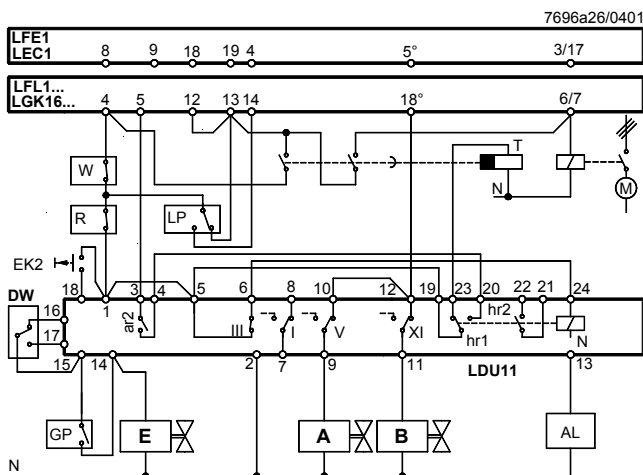 7696a26/0401
LFE1
LEC1
8 9 18 19 4 5° 3/17
LFL1...
LGK16...
4 5 12 13 14 18° 6/7
W
T
N
M
R
LP
EK2
18 1 3 4 5 6 8 10 12 19 23 20 22 21 24
DW
16
17
ar2
III I V XI hr1 hr2
N
15 14 2 7 9 11 LDU11 13
GP E A B AL
N